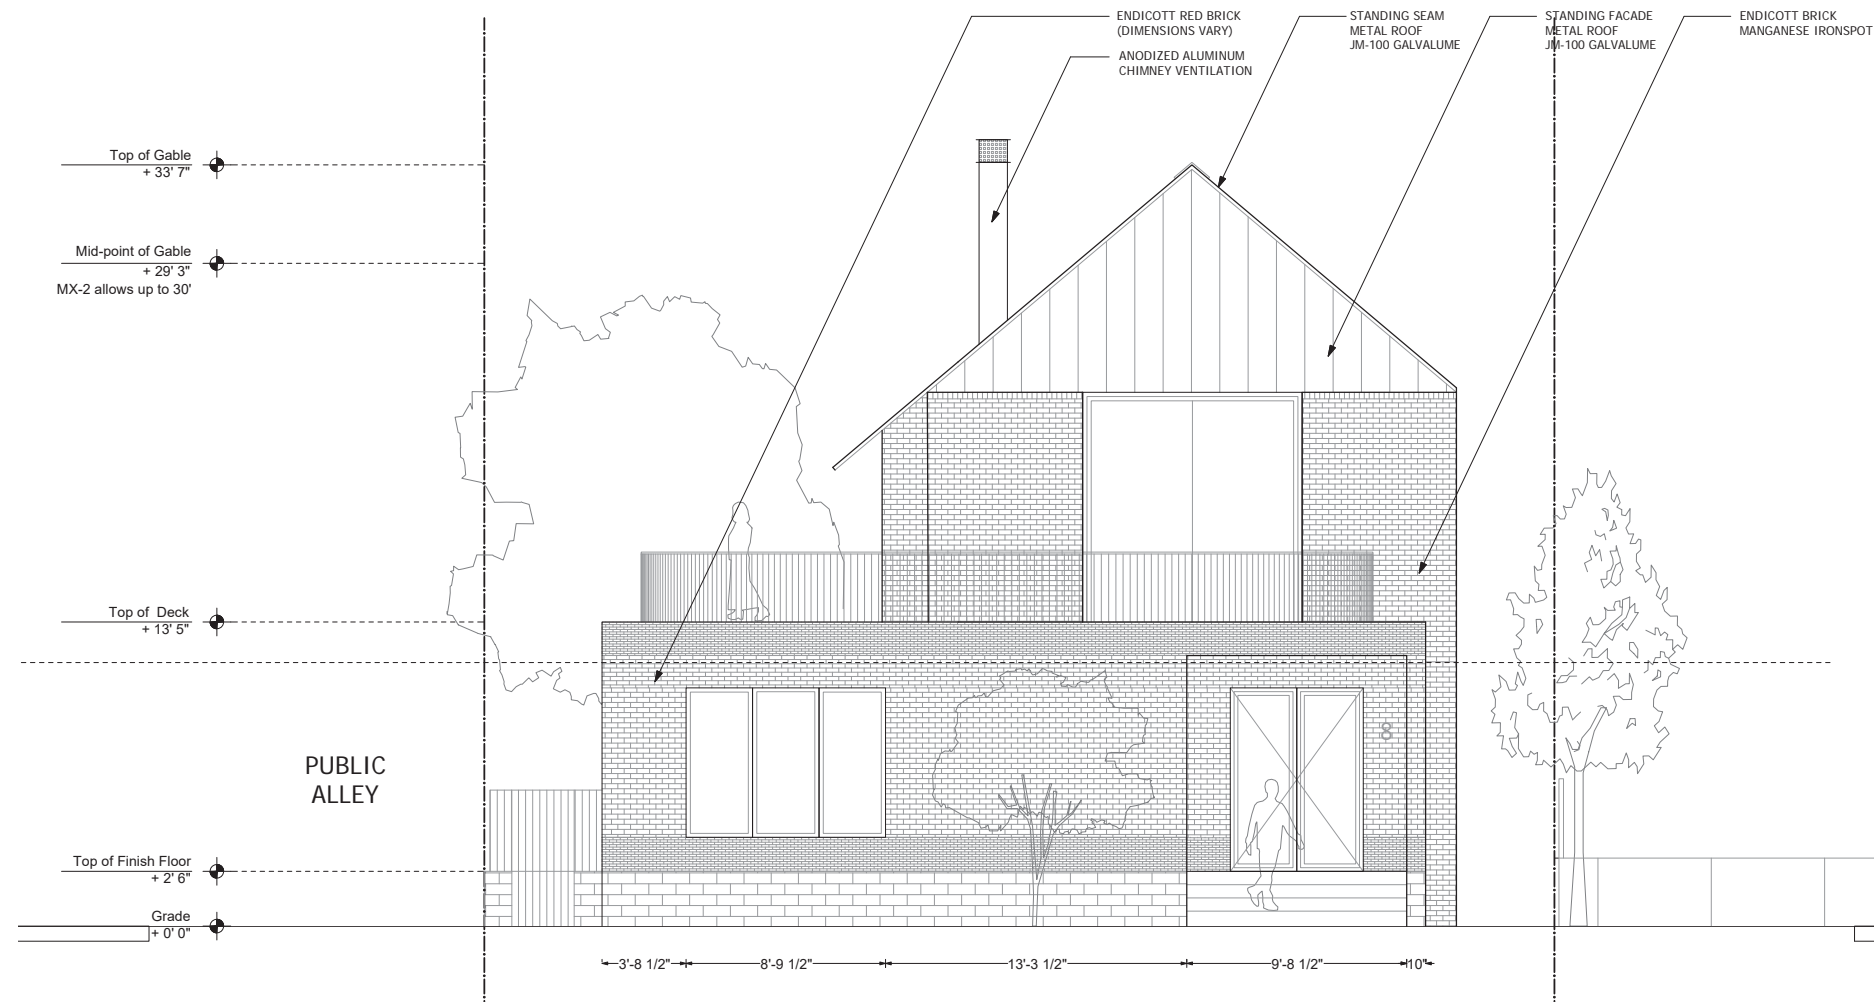 ENDICOTT RED BRICK
(DIMENSIONS VARY)
ANODIZED ALUMINUM
CHIMNEY VENTILATION
STANDING SEAM
METAL ROOF
JM-100 GALVALUME
STANDING FACADE
METAL ROOF
JM-100 GALVALUME
ENDICOTT BRICK
MANGANESE IRONSPOT
Top of Gable
+ 33' 7"
Mid-point of Gable
+ 29' 3"
MX-2 allows up to 30'
Top of Deck
+ 13' 5"
PUBLIC
ALLEY
8
Top of Finish Floor
+ 2' 6"
Grade
+ 0' 0"
3'-8 1/2"
8'-9 1/2"
13'-3 1/2"
9'-8 1/2"
10"